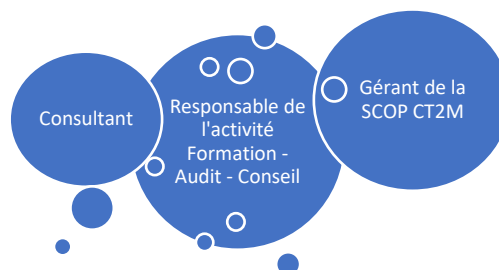 Consultant
Responsable de
l'activité
Formation -
Audit - Conseil
Gérant de la
SCOP CT2M